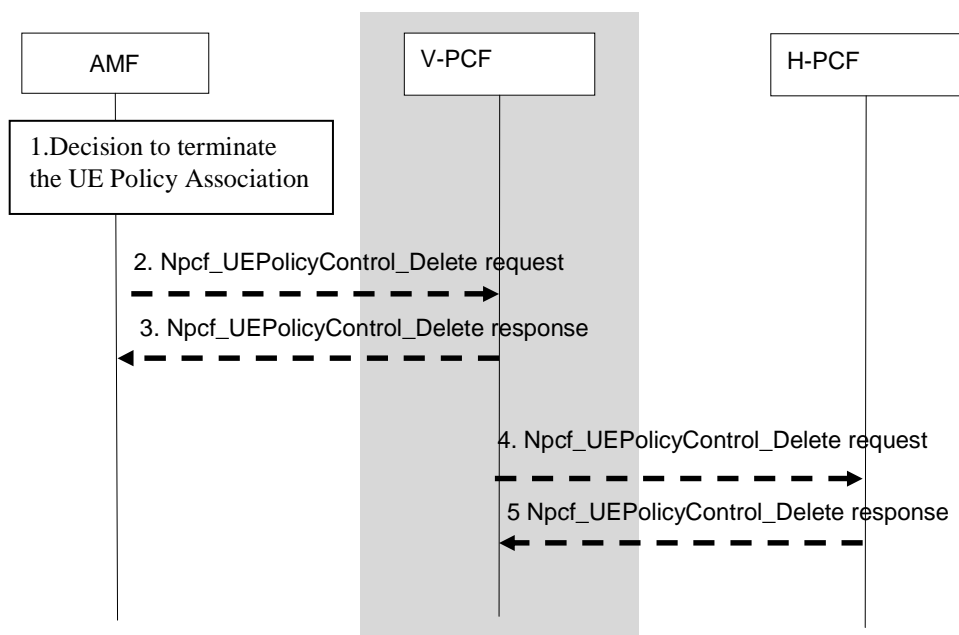 AMF
V-PCF
H-PCF
1.Decision to terminate
the UE Policy Association
2. Npcf_UEPolicyControl_Delete request
3. Npcf_UEPolicyControl_Delete response
4. Npcf_UEPolicyControl_Delete request
5 Npcf_UEPolicyControl_Delete response